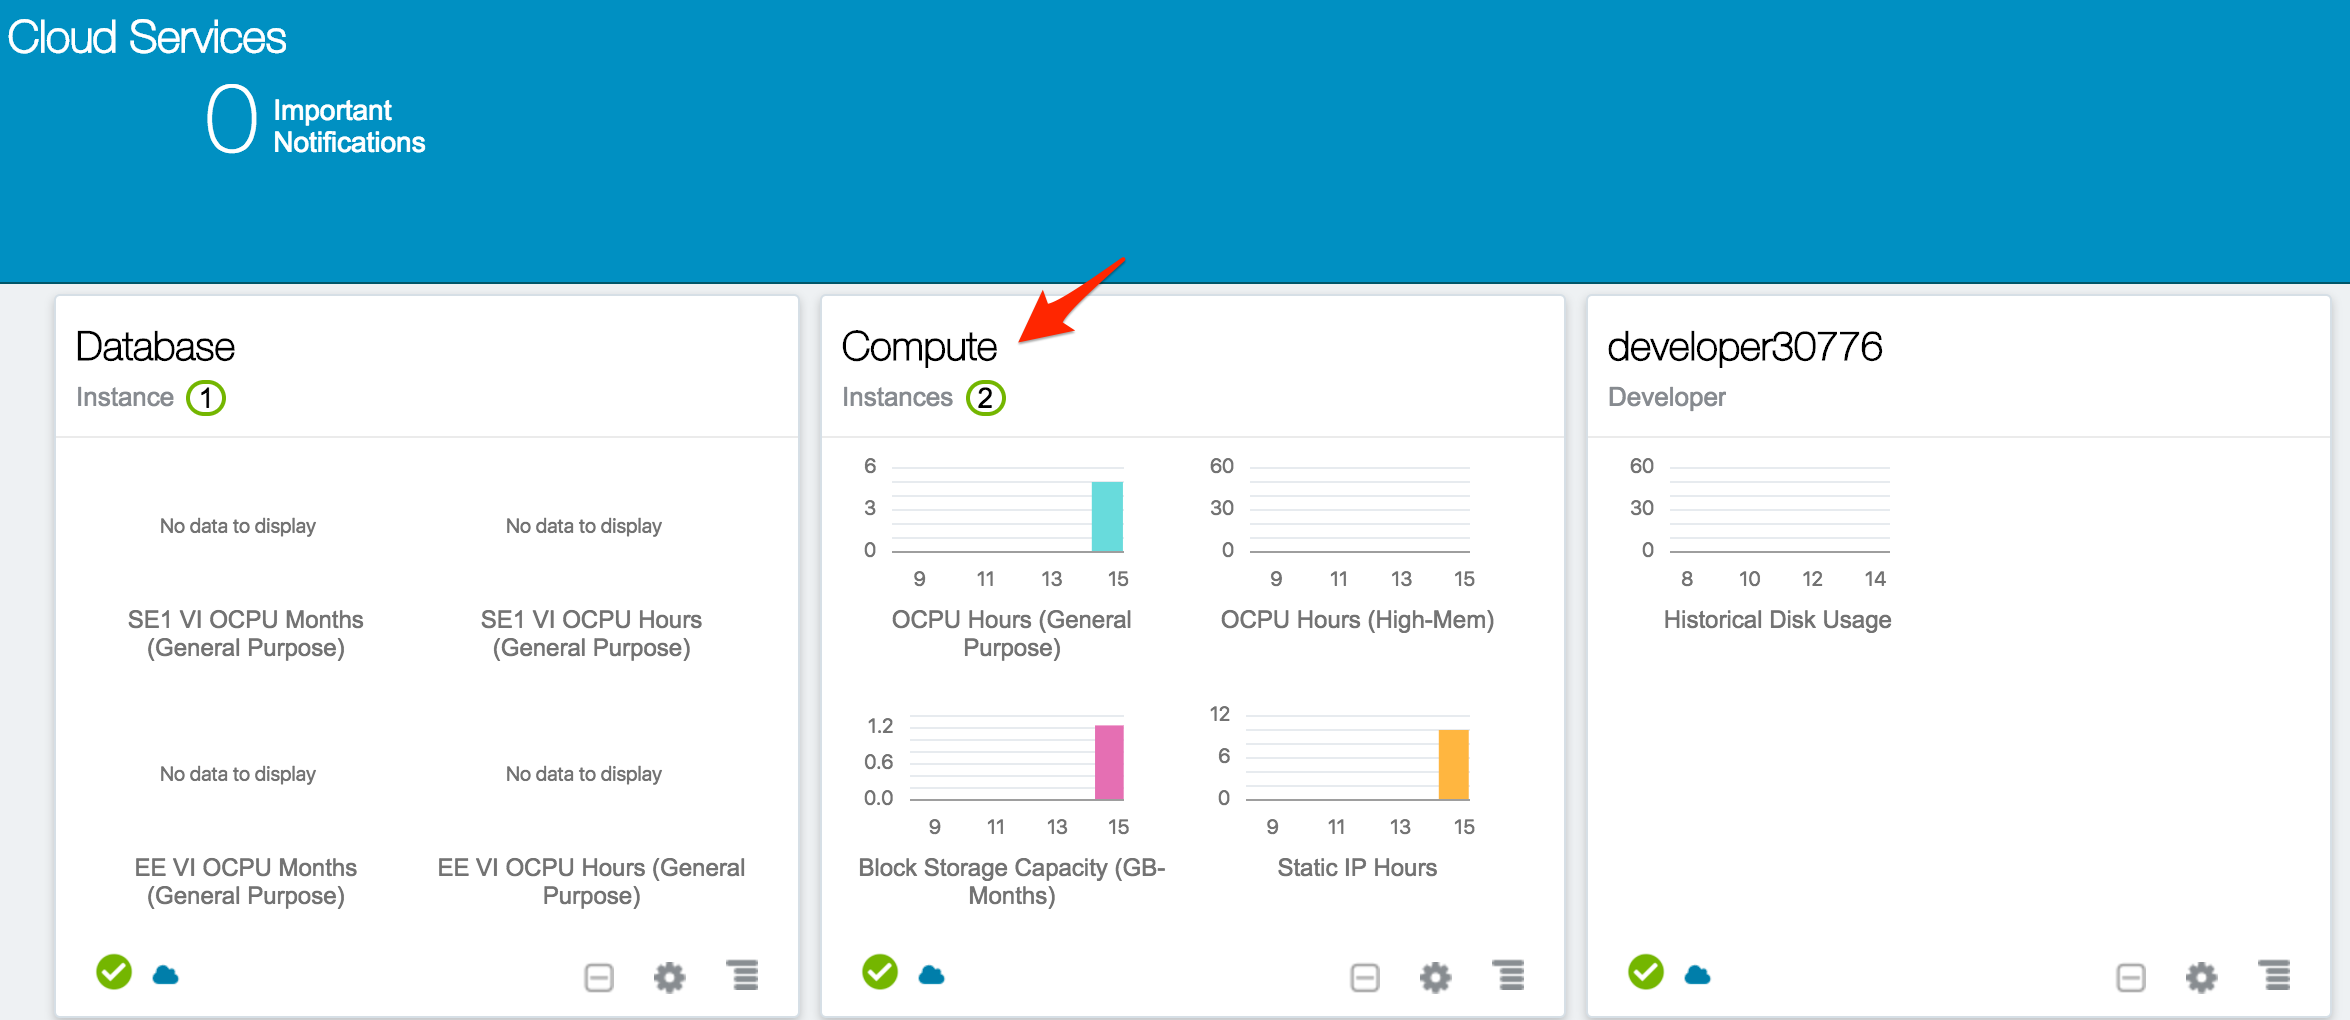 Cloud Services
0 Important
Notifications
Database
Instance 1
No data to display
No data to display
SE1 VI OCPU Months
(General Purpose)
SE1 VI OCPU Hours
(General Purpose)
No data to display
No data to display
EE VI OCPU Months
(General Purpose)
EE VI OCPU Hours (General
Purpose)
Compute
Instances 2
6
3
0
9 11 13 15
OCPU Hours (General
Purpose)
60
30
0
9 11 13 15
OCPU Hours (High-Mem)
1.2
0.6
0.0
9 11 13 15
Block Storage Capacity (GB-
Months)
12
6
0
9 11 13 15
Static IP Hours
developer30776
Developer
60
30
0
8 10 12 14
Historical Disk Usage